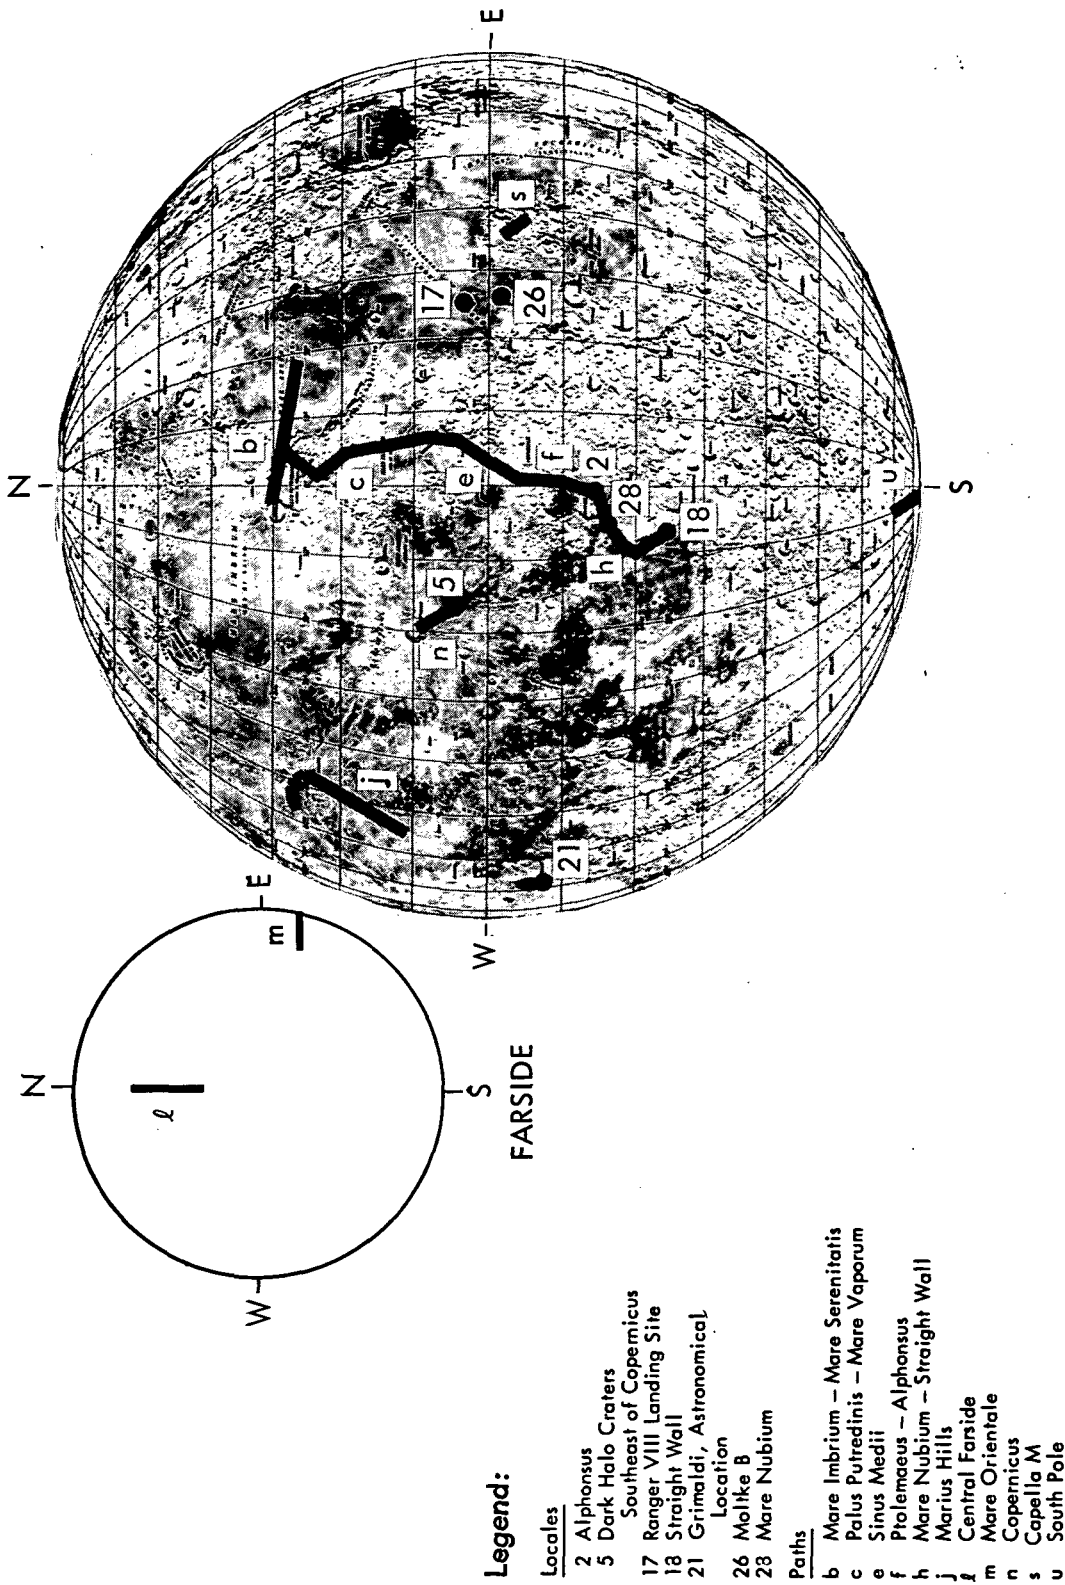 N
E
S
W
b
c
e
f
h
j
n
s
u
2
5
17
18
21
26
28
N
E
S
W
ℓ
m
FARSIDE
Legend:
Locales
2 Alphonsus
5 Dark Halo Craters
Southeast of Copernicus
17 Ranger VIII Landing Site
18 Straight Wall
21 Grimaldi, Astronomical
Location
26 Moltke B
28 Mare Nubium
Paths
b Mare Imbrium – Mare Serenitatis
c Palus Putredinis – Mare Vaporum
e Sinus Medii
f Ptolemaeus – Alphonsus
h Mare Nubium – Straight Wall
j Marius Hills
ℓ Central Farside
m Mare Orientale
n Copernicus
s Capella M
u South Pole